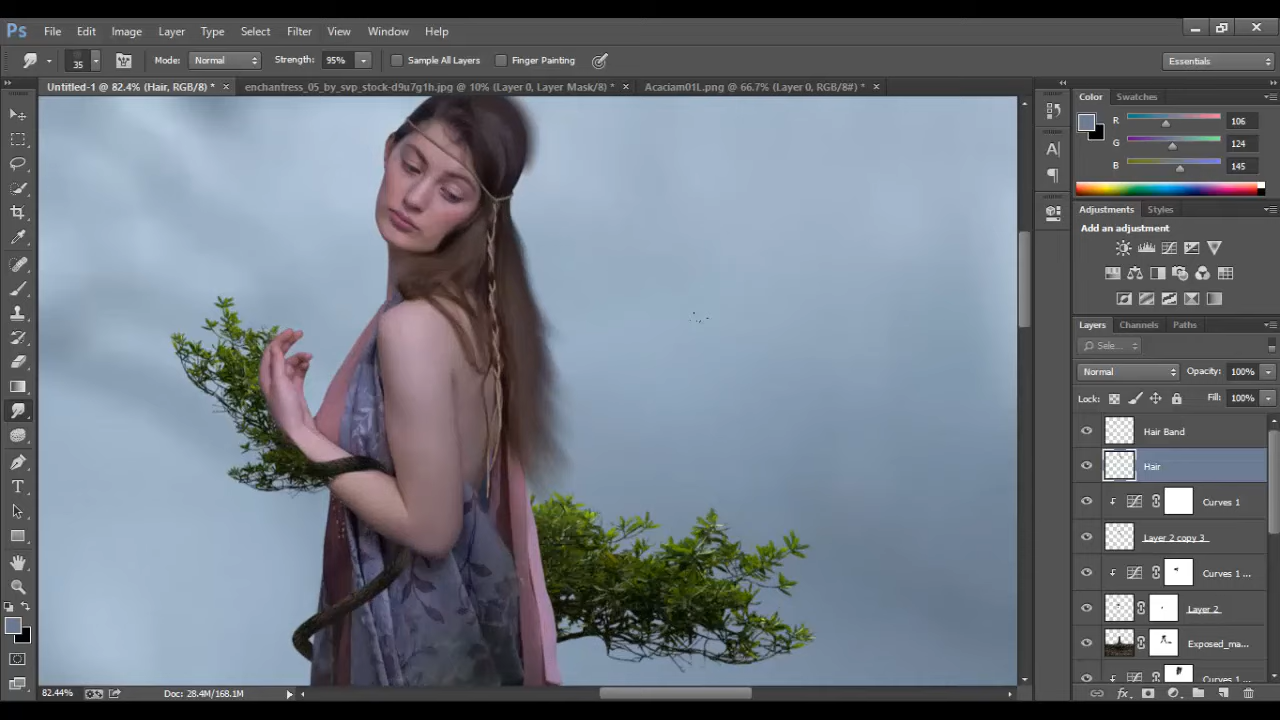 Ps File Edit Image Layer Type Select Filter View Window Help
35 Mode: Normal Strength: 95% Sample All Layers Finger Painting Essentials
Untitled-1 @ 82.4% (Hair, RGB/8) * × enchantress_05_by_svp_stock-d9u7g1h.jpg @ 10% (Layer 0, Layer Mask/8) * × Acaciam01L.png @ 66.7% (Layer 0, RGB/8#) * ×
Color Swatches
R 106
G 124
B 145
Adjustments Styles
Add an adjustment
Layers Channels Paths
Sele...
Normal Opacity: 100%
Lock: Fill: 100%
Hair Band
Hair
Curves 1
Layer 2 copy 3
Curves 1 ...
Layer 2
Exposed_ma...
Curves 1 ...
82.44% Doc: 28.4M/168.1M
fx